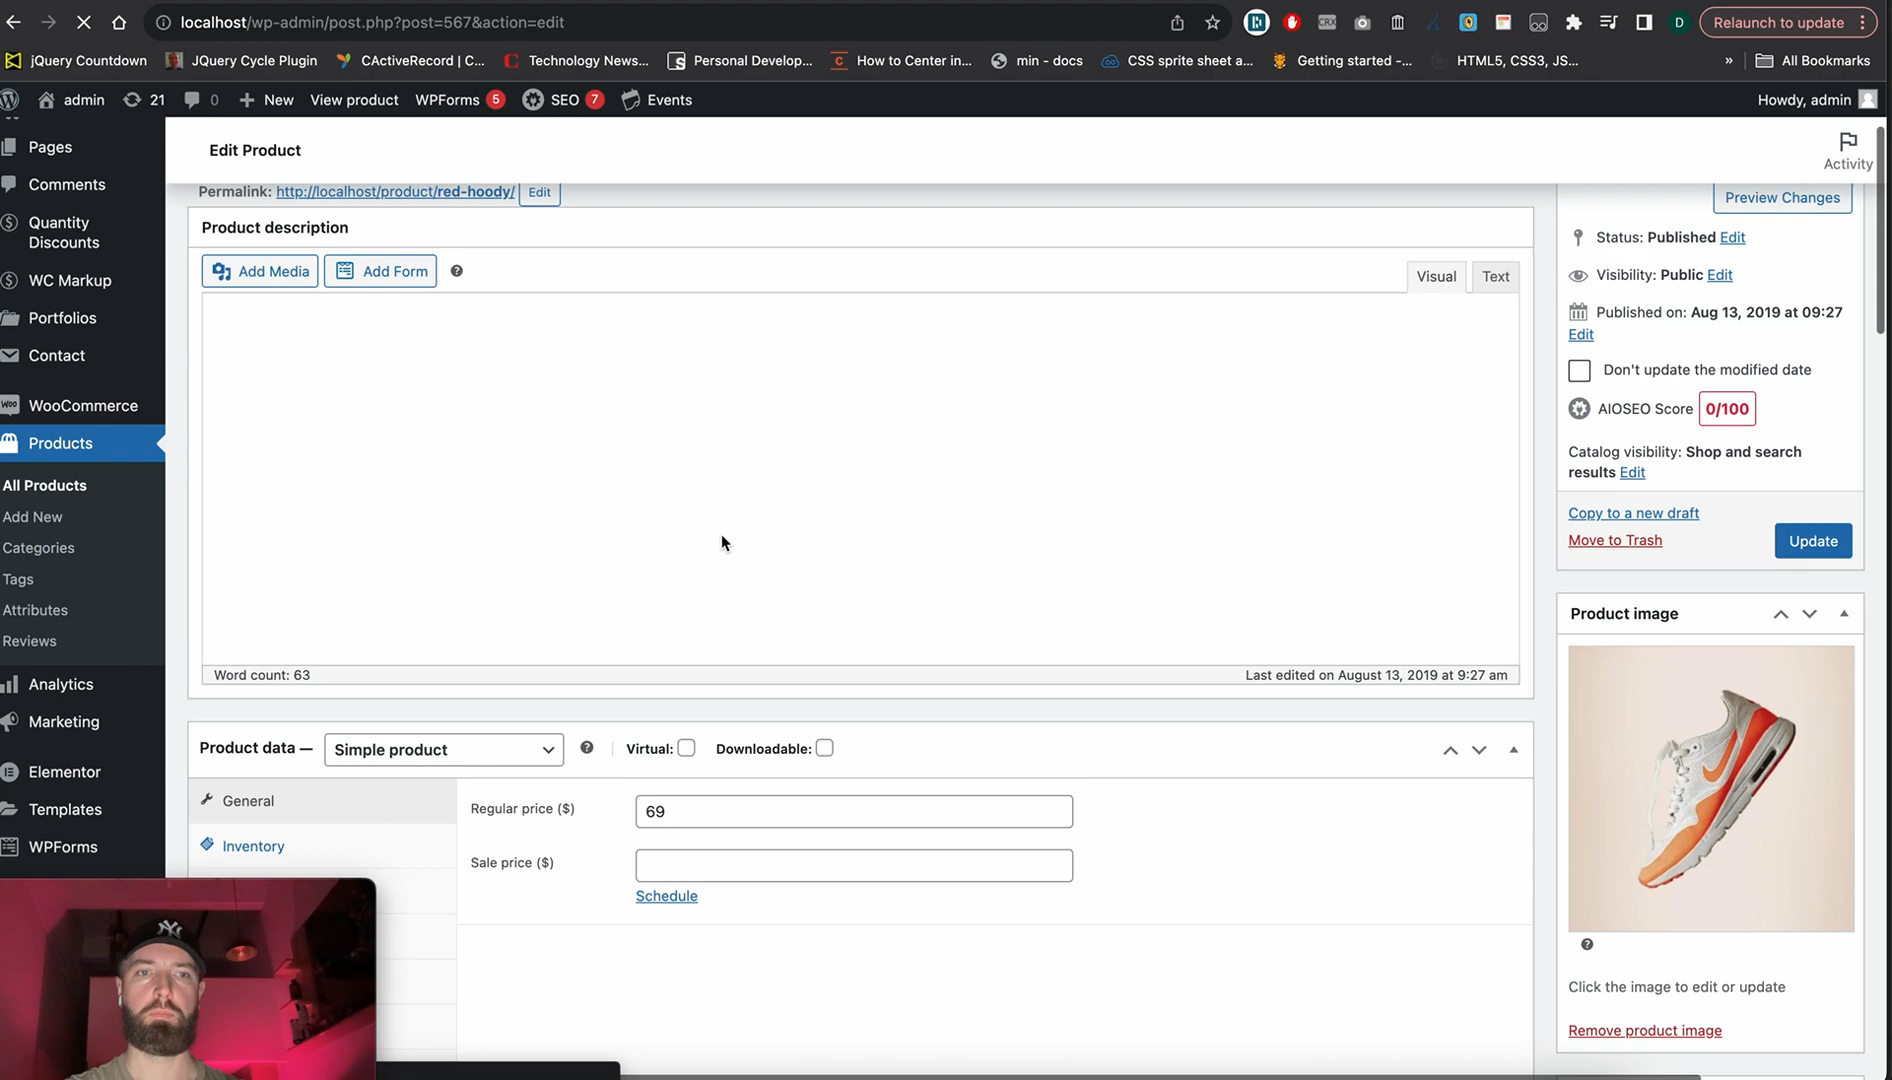 localhost/wp-admin/post.php?post=567&action=edit
CRX
D
Relaunch to update
jQuery Countdown
JQuery Cycle Plugin
CActiveRecord | C...
Technology News...
Personal Develop...
How to Center in...
min - docs
CSS sprite sheet a...
Getting started -...
HTML5, CSS3, JS...
»
All Bookmarks
admin
21
0
New
View product
WPForms 5
SEO 7
Events
Howdy, admin
Pages
Comments
Quantity
Discounts
WC Markup
Portfolios
Contact
WooCommerce
Products
All Products
Add New
Categories
Tags
Attributes
Reviews
Analytics
Marketing
Elementor
Templates
WPForms
Edit Product
Activity
Permalink: http://localhost/product/red-hoody/ Edit
Product description
Add Media
Add Form
Visual
Text
Word count: 63
Last edited on August 13, 2019 at 9:27 am
Product data —
Simple product
Virtual:
Downloadable:
General
Inventory
Regular price ($)
69
Sale price ($)
Schedule
Preview Changes
Status: Published Edit
Visibility: Public Edit
Published on: Aug 13, 2019 at 09:27
Edit
Don't update the modified date
AIOSEO Score 0/100
Catalog visibility: Shop and search
results Edit
Copy to a new draft
Move to Trash
Update
Product image
Click the image to edit or update
Remove product image
NY